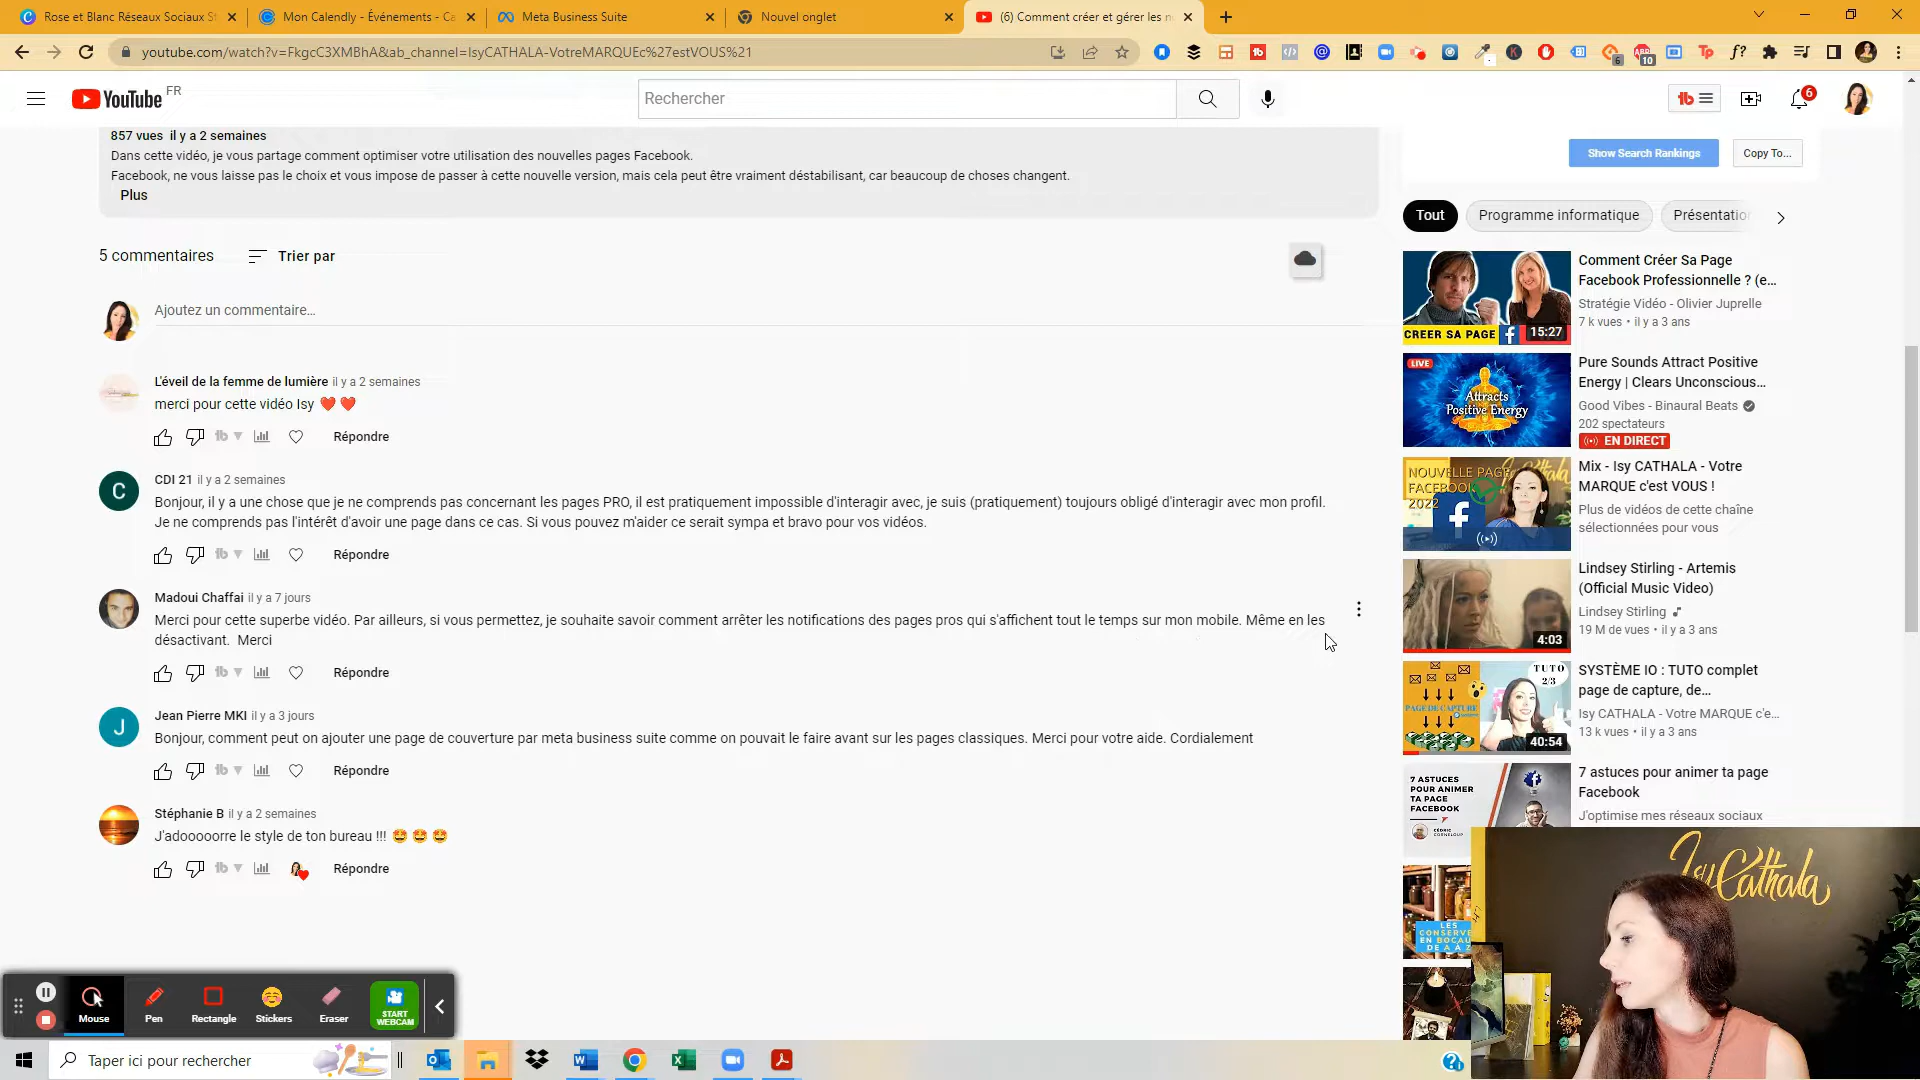 Rose et Blanc Réseaux Sociaux St
Mon Calendly - Événements - Ca
Meta Business Suite
Nouvel onglet
(6) Comment créer et gérer les n
youtube.com/watch?v=FkgcC3XMBhA&ab_channel=IsyCATHALA-VotreMARQUEc%27estVOUS%21
YouTube FR
Rechercher
6
857 vues il y a 2 semaines
Dans cette vidéo, je vous partage comment optimiser votre utilisation des nouvelles pages Facebook.
Facebook, ne vous laisse pas le choix et vous impose de passer à cette nouvelle version, mais cela peut être vraiment déstabilisant, car beaucoup de choses changent.
Plus
5 commentaires
Trier par
Ajoutez un commentaire...
L'éveil de la femme de lumière il y a 2 semaines
merci pour cette vidéo Isy ❤️ ❤️
Répondre
CDI 21 il y a 2 semaines
Bonjour, il y a une chose que je ne comprends pas concernant les pages PRO, il est pratiquement impossible d'interagir avec, je suis (pratiquement) toujours obligé d'interagir avec mon profil.
Je ne comprends pas l'intérêt d'avoir une page dans ce cas. Si vous pouvez m'aider ce serait sympa et bravo pour vos vidéos.
Répondre
Madoui Chaffai il y a 7 jours
Merci pour cette superbe vidéo. Par ailleurs, si vous permettez, je souhaite savoir comment arrêter les notifications des pages pros qui s'affichent tout le temps sur mon mobile. Même en les
désactivant. Merci
Répondre
Jean Pierre MKI il y a 3 jours
Bonjour, comment peut on ajouter une page de couverture par meta business suite comme on pouvait le faire avant sur les pages classiques. Merci pour votre aide. Cordialement
Répondre
Stéphanie B il y a 2 semaines
J'adooooorre le style de ton bureau !!! 🤩 🤩 🤩
Répondre
Show Search Rankings
Copy To...
Tout
Programme informatique
Présentatio
CREER SA PAGE
15:27
Comment Créer Sa Page
Facebook Professionnelle ? (e...
Stratégie Vidéo - Olivier Juprelle
7 k vues • il y a 3 ans
LIVE
Attracts
Positive Energy
Pure Sounds Attract Positive
Energy | Clears Unconscious...
Good Vibes - Binaural Beats
202 spectateurs
EN DIRECT
NOUVELLE PAGE
FACEBOOK
2022
Mix - Isy CATHALA - Votre
MARQUE c'est VOUS !
Plus de vidéos de cette chaîne
sélectionnées pour vous
4:03
Lindsey Stirling - Artemis
(Official Music Video)
Lindsey Stirling
19 M de vues • il y a 3 ans
TUTO
2/3
PAGE DE CAPTURE
40:54
SYSTÈME IO : TUTO complet
page de capture, de...
Isy CATHALA - Votre MARQUE c'e...
13 k vues • il y a 3 ans
7 ASTUCES
POUR ANIMER
TA PAGE
FACEBOOK
7 astuces pour animer ta page
Facebook
J'optimise mes réseaux sociaux
LES
CONSERVE
EN BOCAU
DE A À Z
Isy Cathala
Mouse
Pen
Rectangle
Stickers
Eraser
START
WEBCAM
Taper ici pour rechercher